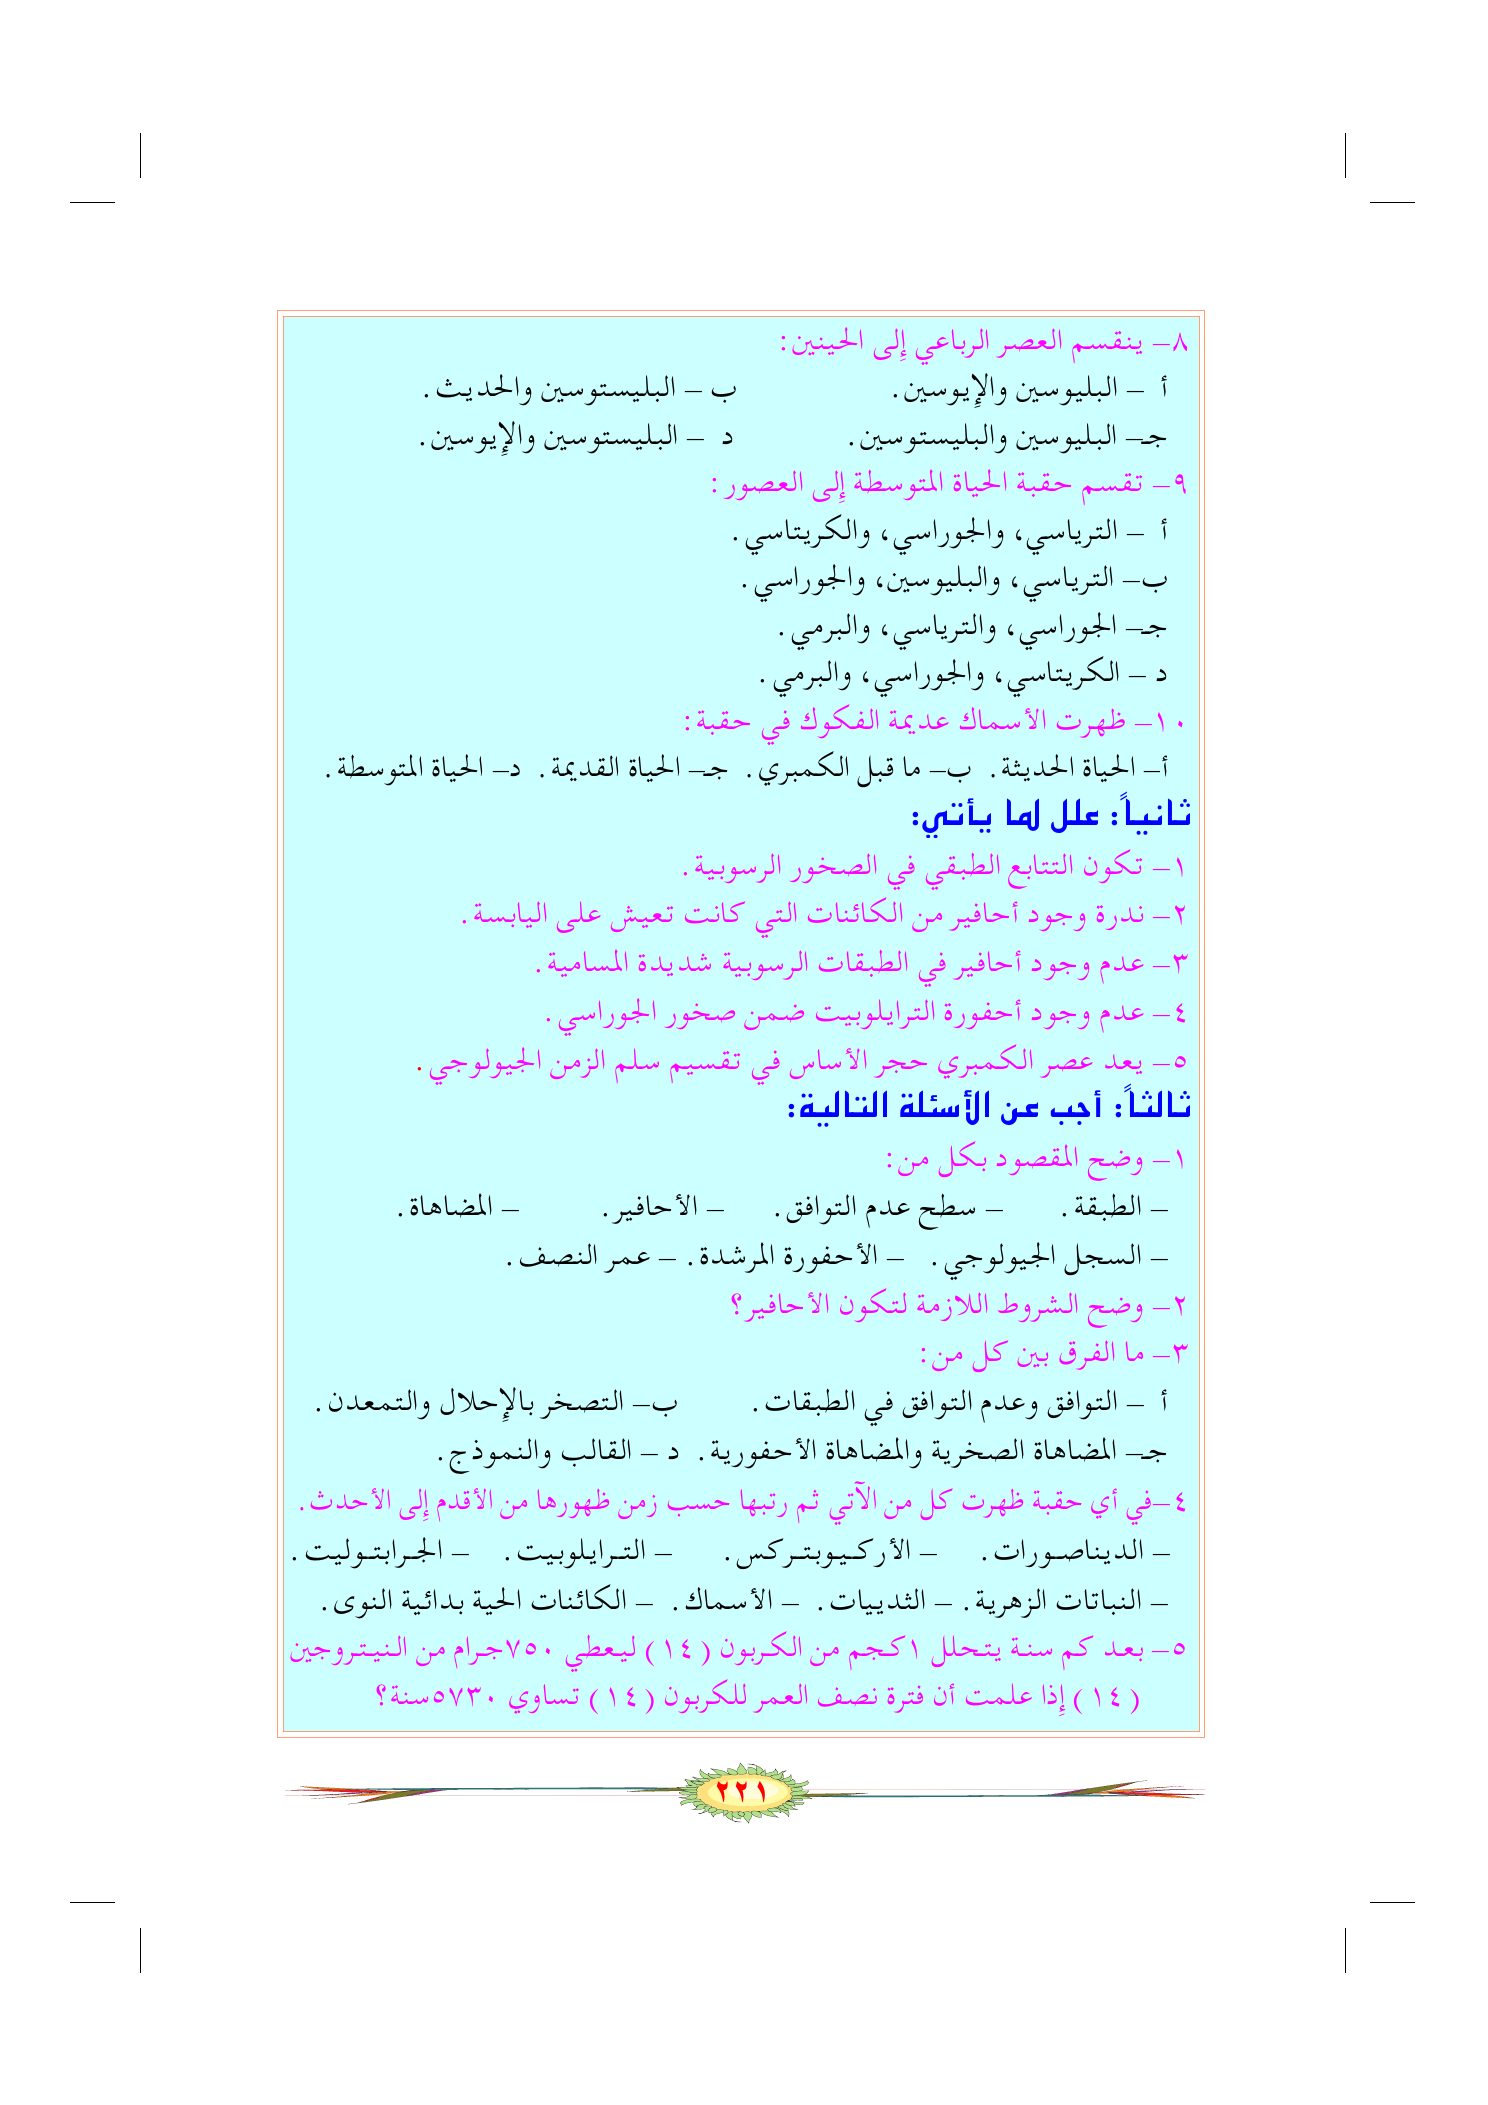 ٨– ينقسم العصر الرباعي إِلى الحينين:
أ – البليوسين والإِيوسين. ب – البليستوسين والحديث.
جـ– البليوسين والبليستوسين. د – البليستوسين والإِيوسين.
٩– تقسم حقبة الحياة المتوسطة إِلى العصور:
أ – الترياسي، والجوراسي، والكريتاسي.
ب– الترياسي، والبليوسين، والجوراسي.
جـ– الجوراسي، والترياسي، والبرمي.
د – الكريتاسي، والجوراسي، والبرمي.
١٠– ظهرت الأسماك عديمة الفكوك في حقبة:
أ– الحياة الحديثة. ب– ما قبل الكمبري. جـ– الحياة القديمة. د– الحياة المتوسطة.
ثانياً: علل لما يأتي:
١– تكون التتابع الطبقي في الصخور الرسوبية.
٢– ندرة وجود أحافير من الكائنات التي كانت تعيش على اليابسة.
٣– عدم وجود أحافير في الطبقات الرسوبية شديدة المسامية.
٤– عدم وجود أحفورة الترايلوبيت ضمن صخور الجوراسي.
٥– يعد عصر الكمبري حجر الأساس في تقسيم سلم الزمن الجيولوجي.
ثالثاً: أجب عن الأسئلة التالية:
١– وضح المقصود بكل من:
– الطبقة. – سطح عدم التوافق. – الأحافير. – المضاهاة.
– السجل الجيولوجي. – الأحفورة المرشدة. – عمر النصف.
٢– وضح الشروط اللازمة لتكون الأحافير؟
٣– ما الفرق بين كل من:
أ – التوافق وعدم التوافق في الطبقات. ب– التصخر بالإِحلال والتمعدن.
جـ– المضاهاة الصخرية والمضاهاة الأحفورية. د – القالب والنموذج.
٤–في أي حقبة ظهرت كل من الآتي ثم رتبها حسب زمن ظهورها من الأقدم إِلى الأحدث.
– الديناصورات. – الأركيوبتركس. – الترايلوبيت. – الجرابتوليت.
– النباتات الزهرية. – الثدييات. – الأسماك. – الكائنات الحية بدائية النوى.
٥– بعد كم سنة يتحلل ١كجم من الكربون (١٤) ليعطي ٧٥٠جرام من النيتروجين
(١٤) إِذا علمت أن فترة نصف العمر للكربون (١٤) تساوي ٥٧٣٠سنة؟
٢٢١